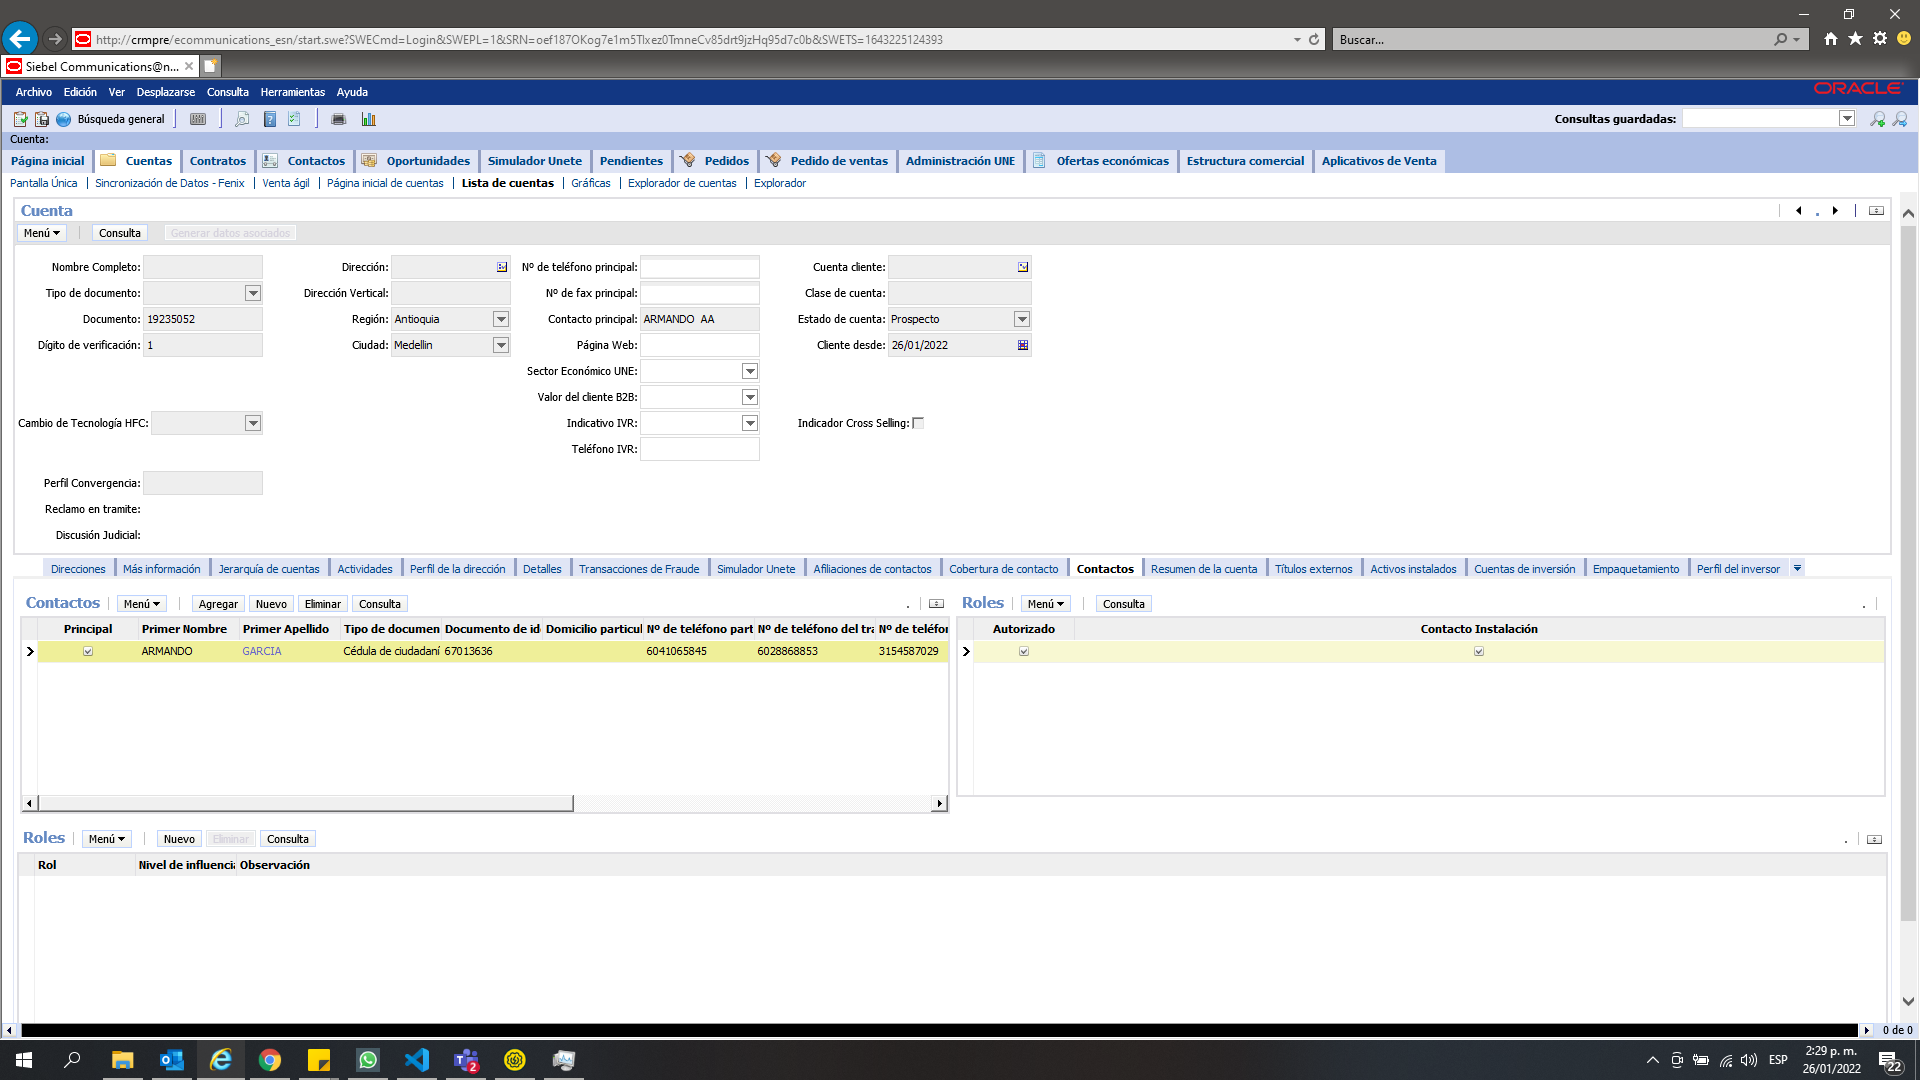 http://crmpre/ecommunications_esn/start.swe?SWECmd=Login&SWEPL=1&SRN=oef187OKog7e1m5Tlxez0TmneCv85drt9jzHq95d7c0b&SWETS=1643225124393
Buscar...
Siebel Communications@n...
Archivo Edición Ver Desplazarse Consulta Herramientas Ayuda
ORACLE
Búsqueda general
Consultas guardadas:
Cuenta:
Página inicial Cuentas Contratos Contactos Oportunidades Simulador Unete Pendientes Pedidos Pedido de ventas Administración UNE Ofertas económicas Estructura comercial Aplicativos de Venta
Pantalla Única Sincronización de Datos - Fenix Venta ágil Página inicial de cuentas Lista de cuentas Gráficas Explorador de cuentas Explorador
Cuenta
Menú Consulta Generar datos asociados
Nombre Completo: Dirección: Nº de teléfono principal: Cuenta cliente:
Tipo de documento: Dirección Vertical: Nº de fax principal: Clase de cuenta:
Documento: 19235052 Región: Antioquia Contacto principal: ARMANDO AA Estado de cuenta: Prospecto
Dígito de verificación: 1 Ciudad: Medellin Página Web: Cliente desde: 26/01/2022
Sector Económico UNE:
Valor del cliente B2B:
Cambio de Tecnología HFC: Indicativo IVR: Indicador Cross Selling:
Teléfono IVR:
Perfil Convergencia:
Reclamo en tramite:
Discusión Judicial:
Direcciones Más información Jerarquía de cuentas Actividades Perfil de la dirección Detalles Transacciones de Fraude Simulador Unete Afiliaciones de contactos Cobertura de contacto Contactos Resumen de la cuenta Títulos externos Activos instalados Cuentas de inversión Empaquetamiento Perfil del inversor
Contactos Menú Agregar Nuevo Eliminar Consulta
Roles Menú Consulta
Principal Primer Nombre Primer Apellido Tipo de documen Documento de id Domicilio particul Nº de teléfono part Nº de teléfono del tra Nº de teléfon
Autorizado Contacto Instalación
ARMANDO GARCIA Cédula de ciudadaní 67013636 6041065845 6028868853 3154587029
Roles Menú Nuevo Eliminar Consulta
Rol Nivel de influencia Observación
0 de 0
2
ESP
2:29 p. m.
26/01/2022
22